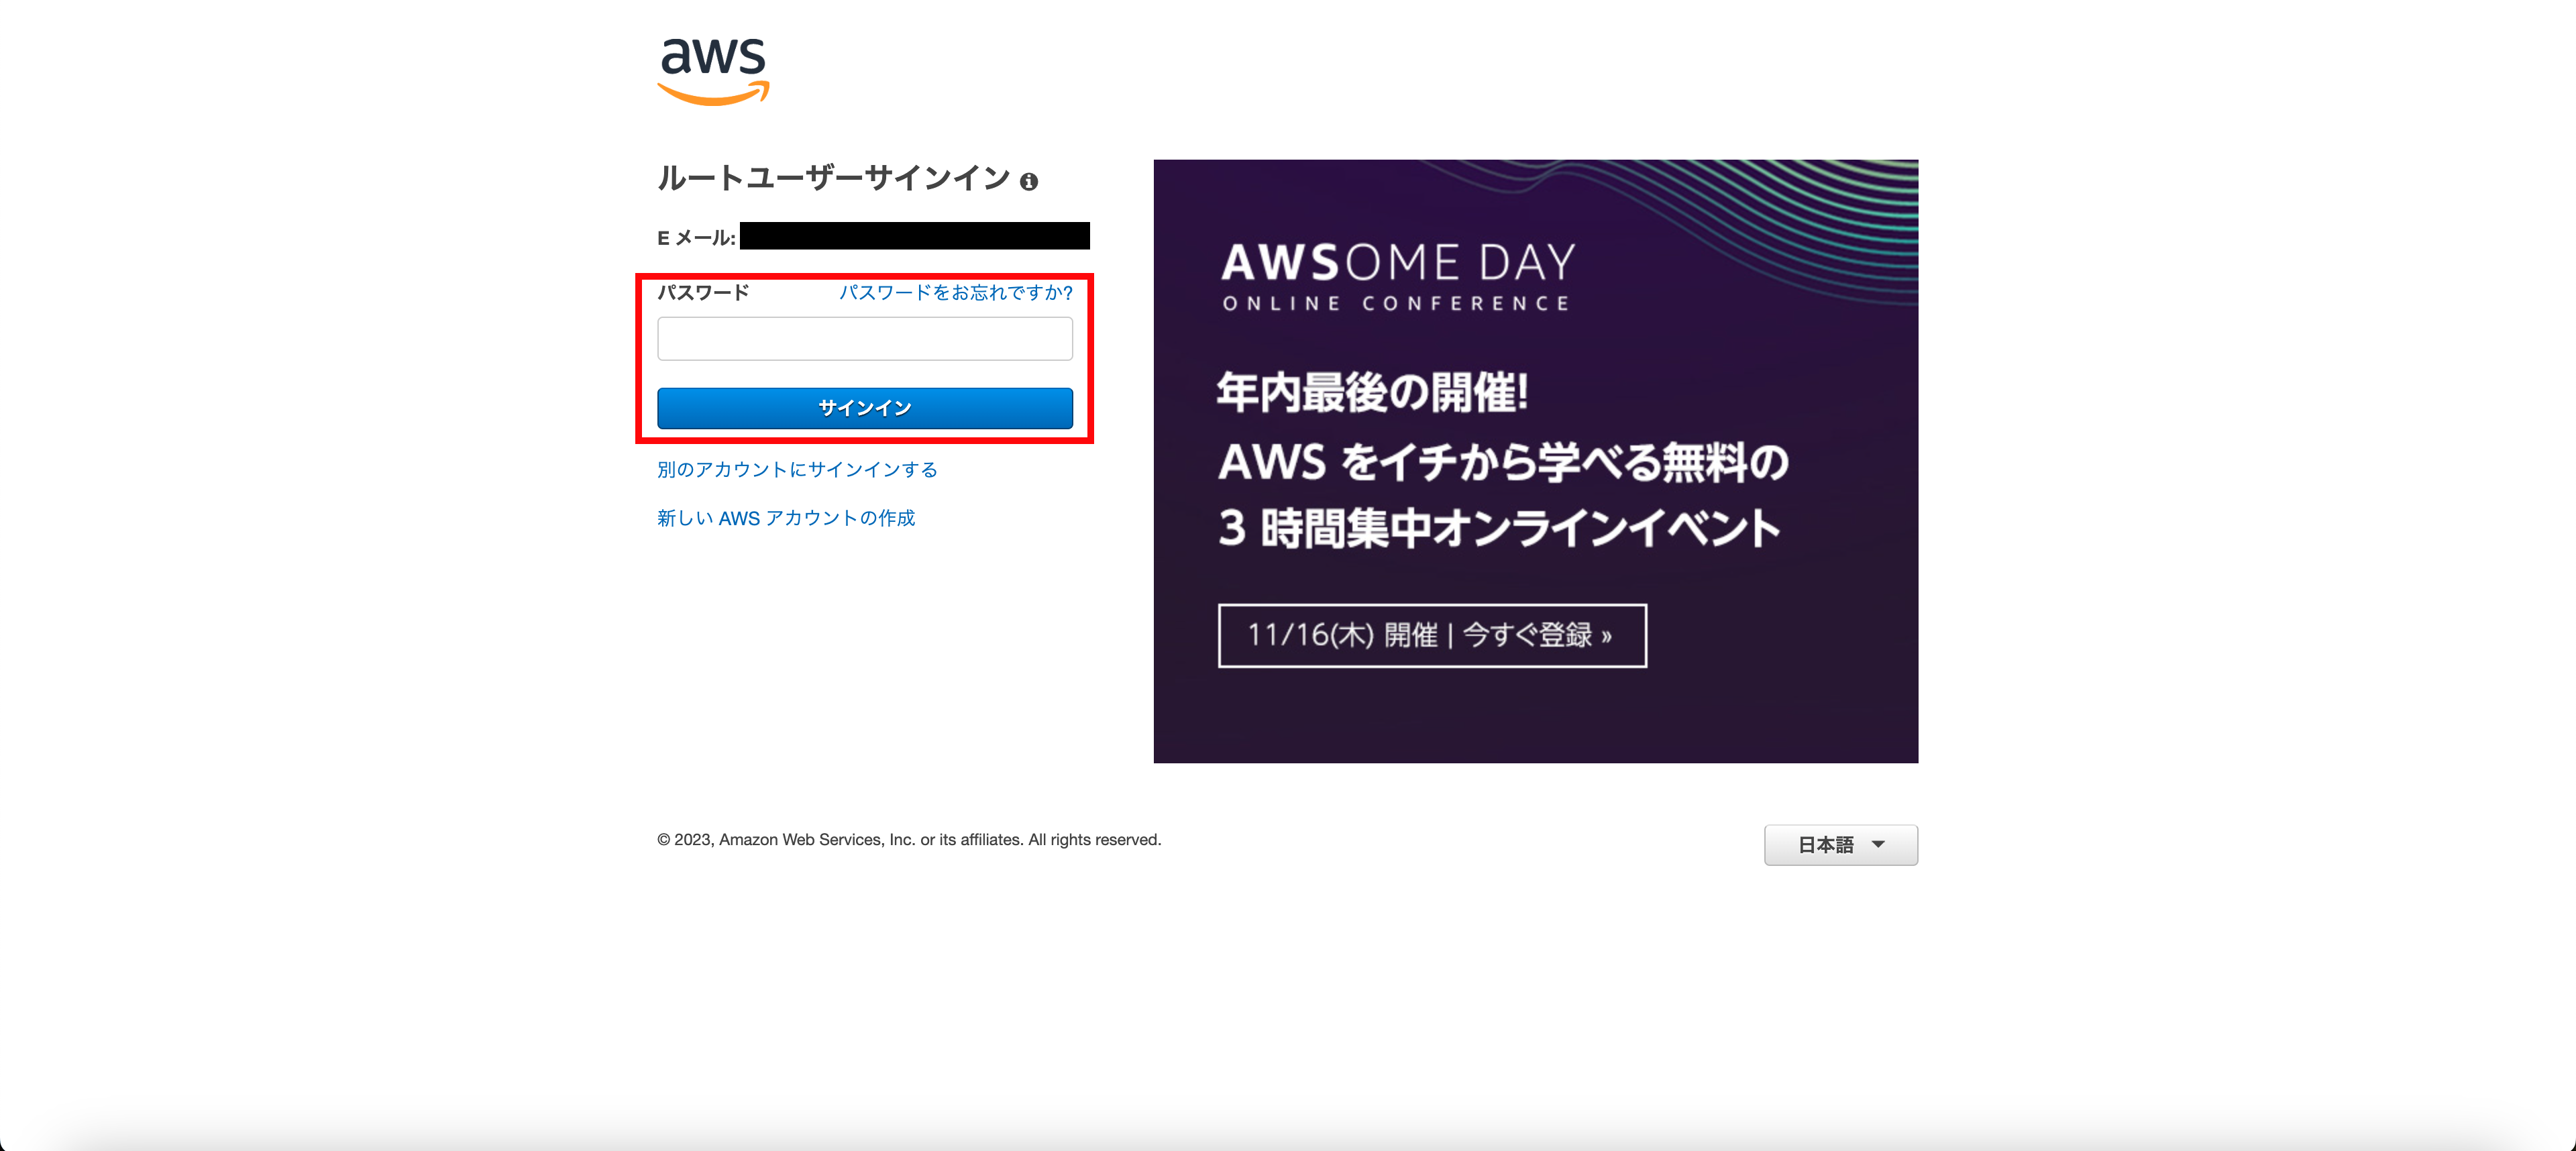 aws
ルートユーザーサインイン
E メール:
パスワード
パスワードをお忘れですか?
サインイン
別のアカウントにサインインする
新しい AWS アカウントの作成
AWSOME DAY
ONLINE CONFERENCE
年内最後の開催!
AWS をイチから学べる無料の
3 時間集中オンラインイベント
11/16(木) 開催 | 今すぐ登録 »
© 2023, Amazon Web Services, Inc. or its affiliates. All rights reserved.
日本語